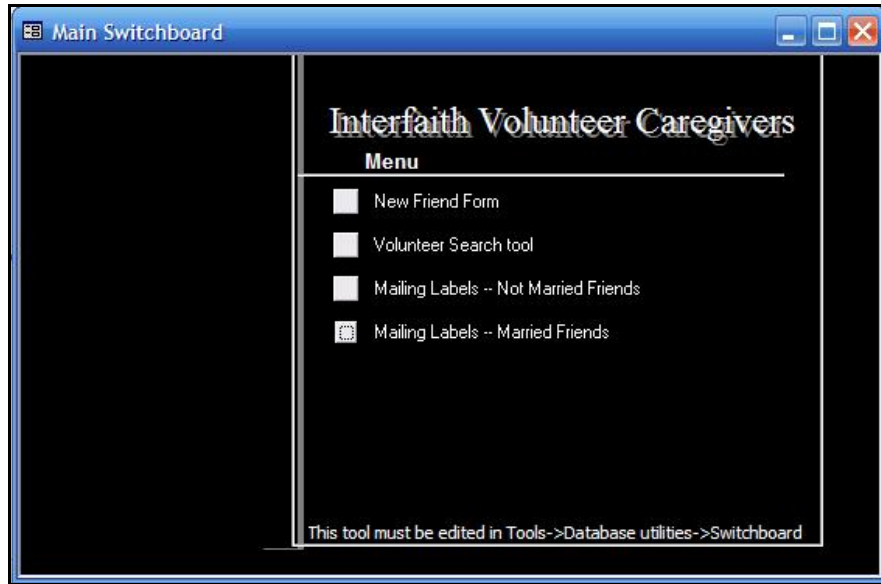 Main Switchboard
Interfaith Volunteer Caregivers
Menu
New Friend Form
Volunteer Search tool
Mailing Labels -- Not Married Friends
Mailing Labels -- Married Friends
This tool must be edited in Tools->Database utilities->Switchboard